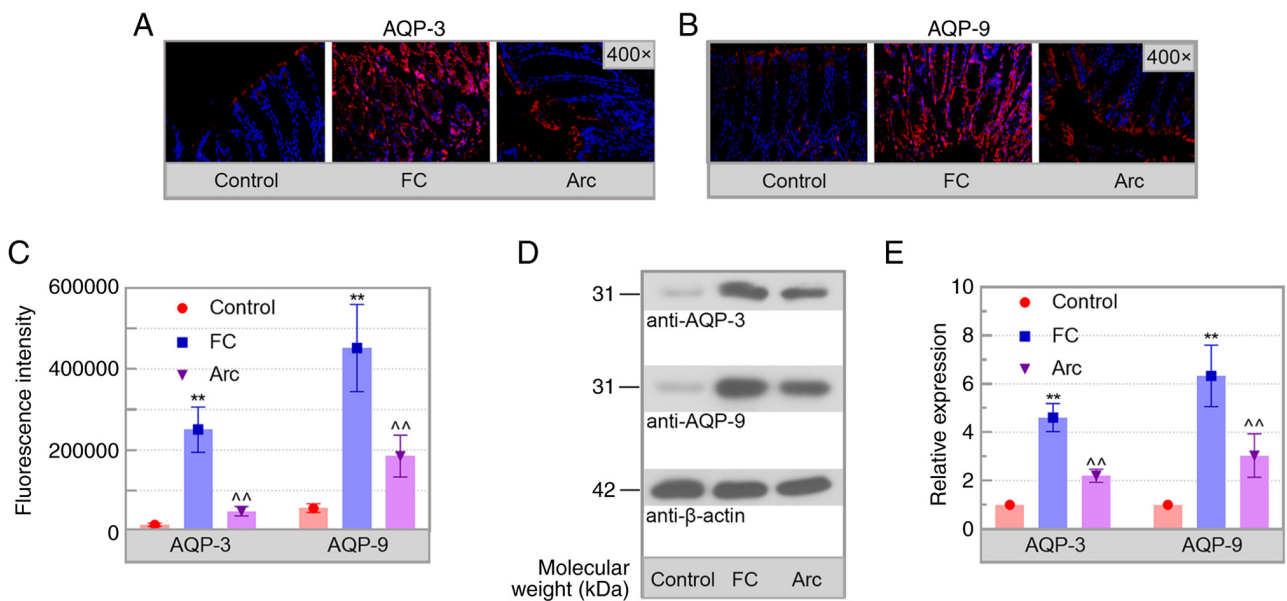 A
AQP-3
400×
Control
FC
Arc
B
AQP-9
400×
Control
FC
Arc
C
Fluorescence intensity
600000
400000
200000
0
Control
FC
Arc
**
^^
**
^^
AQP-3
AQP-9
D
31
anti-AQP-3
31
anti-AQP-9
42
anti-β-actin
Molecular
weight (kDa)
Control
FC
Arc
E
Relative expression
10
8
6
4
2
0
Control
FC
Arc
**
^^
**
^^
AQP-3
AQP-9